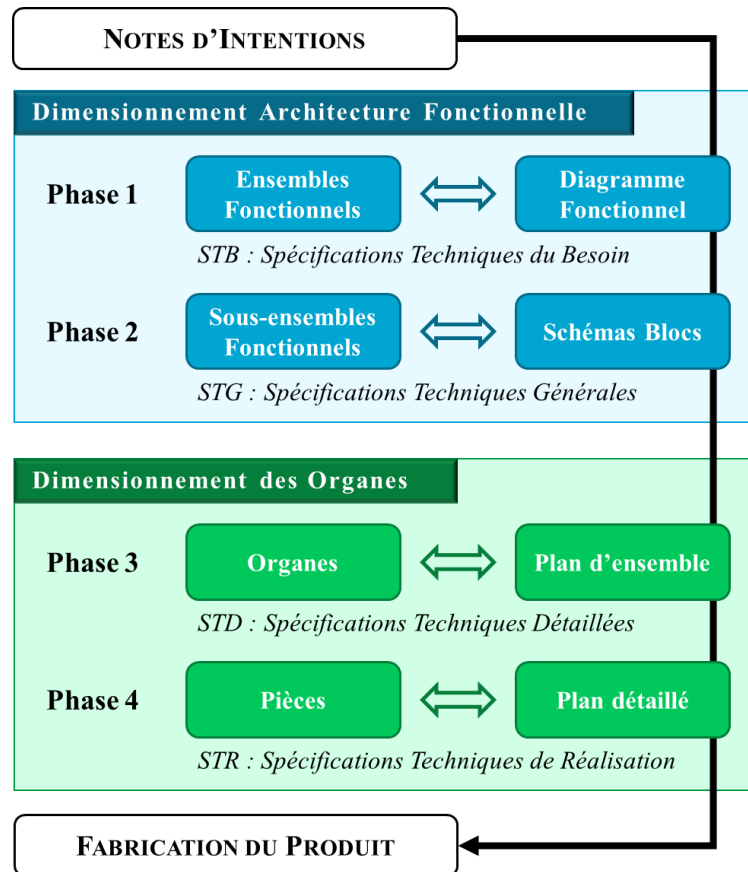 NOTES D’INTENTIONS
Dimensionnement Architecture Fonctionnelle
Phase 1
Ensembles
Fonctionnels
Diagramme
Fonctionnel
STB : Spécifications Techniques du Besoin
Phase 2
Sous-ensembles
Fonctionnels
Schémas Blocs
STG : Spécifications Techniques Générales
Dimensionnement des Organes
Phase 3
Organes
Plan d’ensemble
STD : Spécifications Techniques Détaillées
Phase 4
Pièces
Plan détaillé
STR : Spécifications Techniques de Réalisation
FABRICATION DU PRODUIT